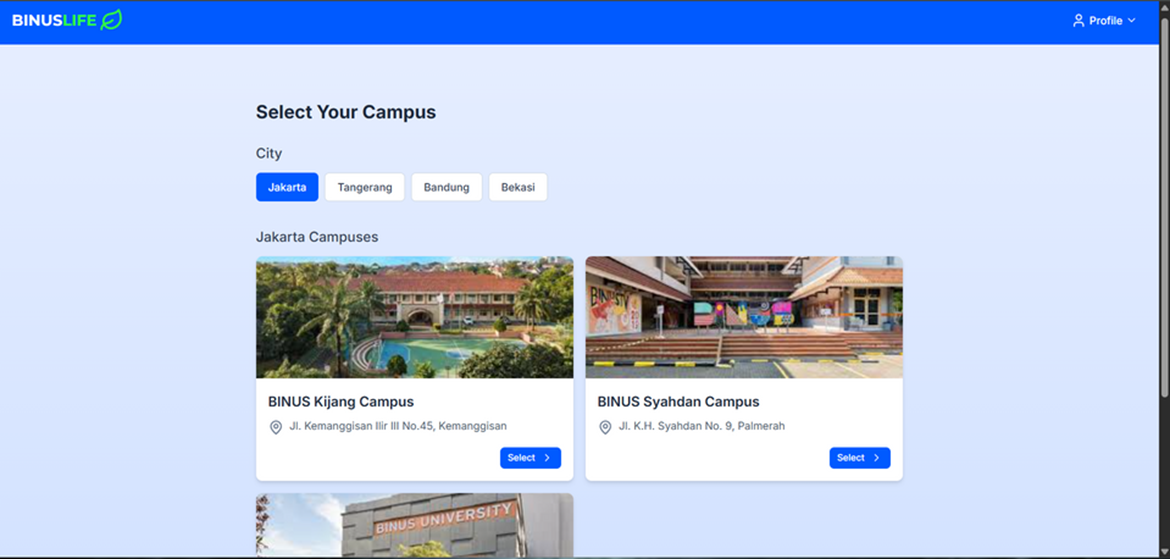 BINUSLIFE
Profile
Select Your Campus
City
Jakarta Tangerang Bandung Bekasi
Jakarta Campuses
BINUS
BINUS Kijang Campus
Jl. Kemanggisan Ilir III No.45, Kemanggisan
Select
BINUS Syahdan Campus
Jl. K.H. Syahdan No. 9, Palmerah
Select
BINUS UNIVERSITY